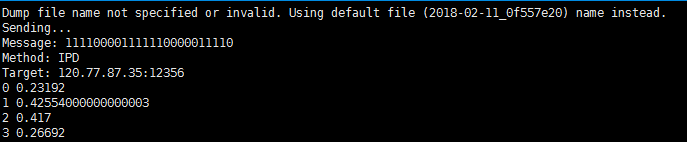 Dump file name not specified or invalid. Using default file (2018-02-11_0f557e20) name instead.
Sending...
Message: 111100001111110000011110
Method: IPD
Target: 120.77.87.35:12356
0 0.23192
1 0.42554000000000003
2 0.417
3 0.26692